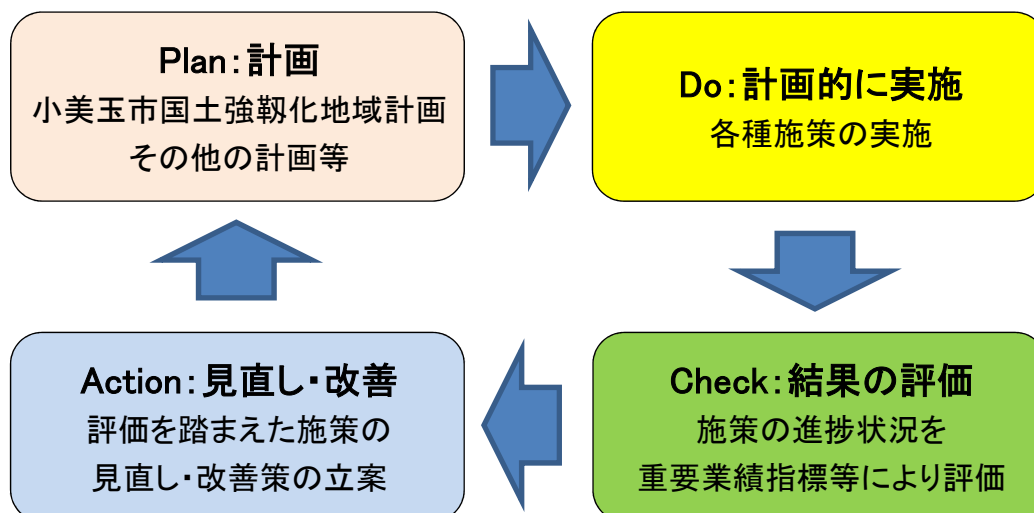 Plan：計画
小美玉市国土強靱化地域計画
その他の計画等
Do：計画的に実施
各種施策の実施
Action：見直し・改善
評価を踏まえた施策の
見直し・改善策の立案
Check：結果の評価
施策の進捗状況を
重要業績指標等により評価